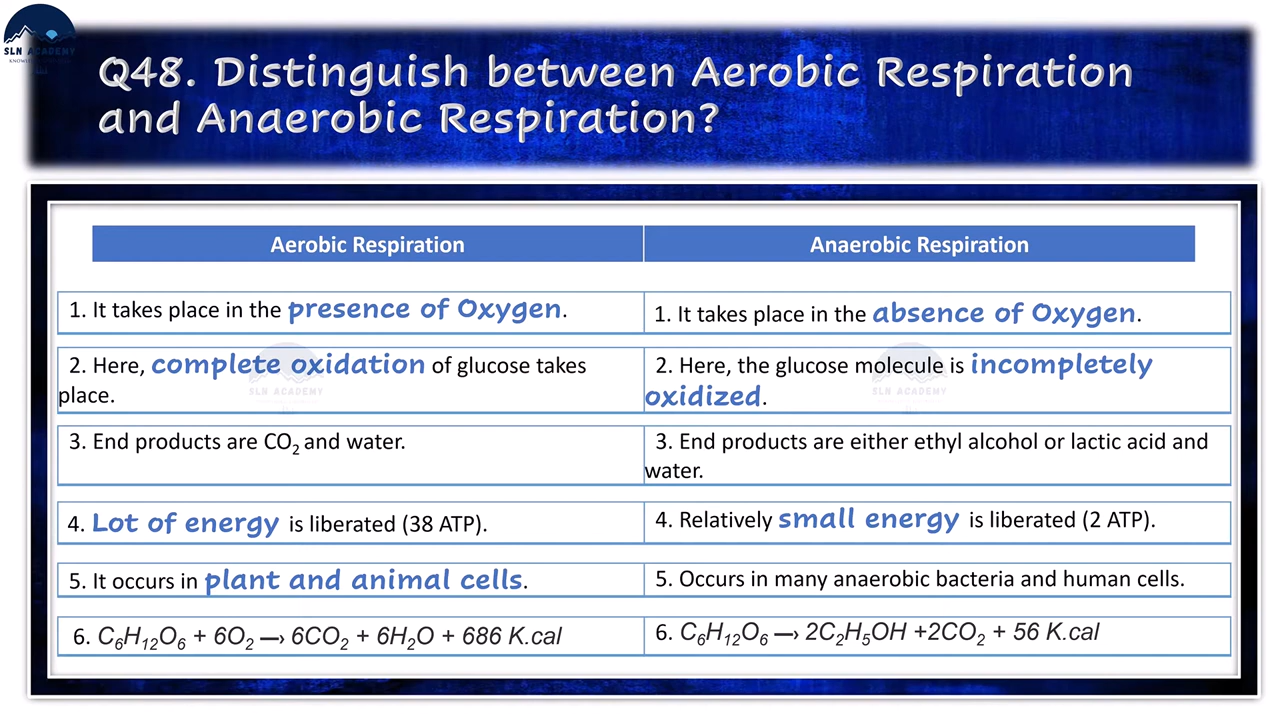 SLN ACADEMY
Q48. Distinguish between Aerobic Respiration
and Anaerobic Respiration?
Aerobic Respiration
Anaerobic Respiration
1. It takes place in the presence of Oxygen.
1. It takes place in the absence of Oxygen.
2. Here, complete oxidation of glucose takes
place.
2. Here, the glucose molecule is incompletely
oxidized.
SLN ACADEMY
SLN ACADEMY
3. End products are CO₂ and water.
3. End products are either ethyl alcohol or lactic acid and
water.
4. Lot of energy is liberated (38 ATP).
4. Relatively small energy is liberated (2 ATP).
5. It occurs in plant and animal cells.
5. Occurs in many anaerobic bacteria and human cells.
6. C₆H₁₂O₆ + 6O₂ —› 6CO₂ + 6H₂O + 686 K.cal
6. C₆H₁₂O₆ —› 2C₂H₅OH +2CO₂ + 56 K.cal